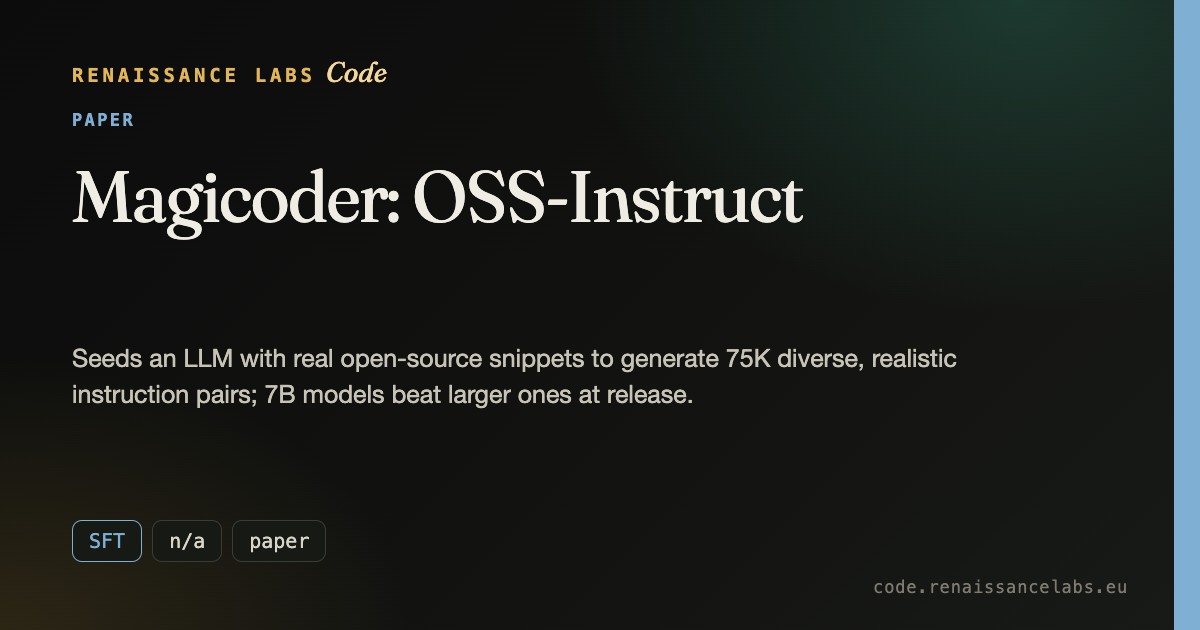 RENAISSANCE LABS Code
PAPER
Magicoder: OSS-Instruct
Seeds an LLM with real open-source snippets to generate 75K diverse, realistic
instruction pairs; 7B models beat larger ones at release.
SFT n/a paper
code.renaissancelabs.eu